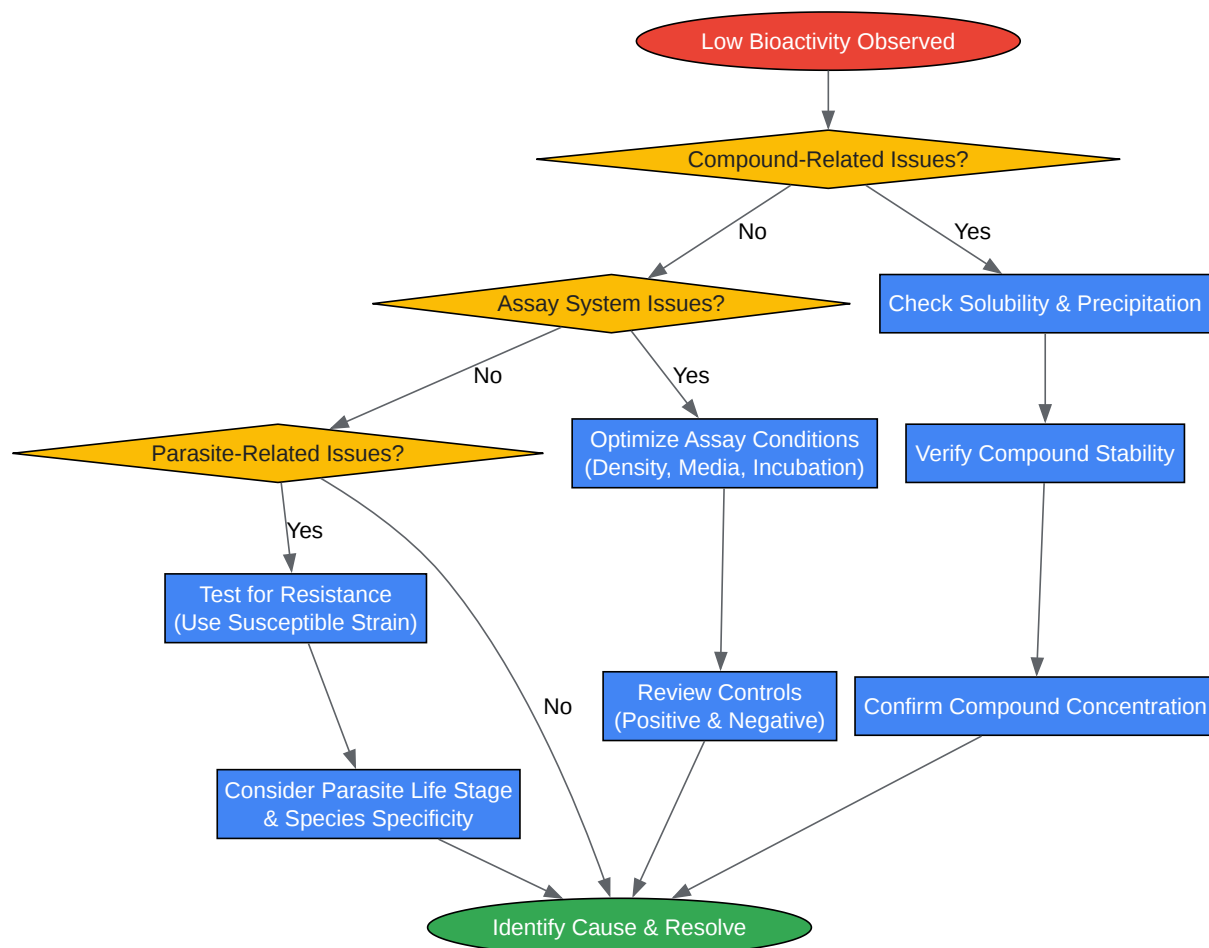 Low Bioactivity Observed
Compound-Related Issues?
No
Yes
Assay System Issues?
Check Solubility & Precipitation
No
Yes
Parasite-Related Issues?
Optimize Assay Conditions
(Density, Media, Incubation)
Verify Compound Stability
Yes
Test for Resistance
(Use Susceptible Strain)
No
Review Controls
(Positive & Negative)
Confirm Compound Concentration
Consider Parasite Life Stage
& Species Specificity
Identify Cause & Resolve